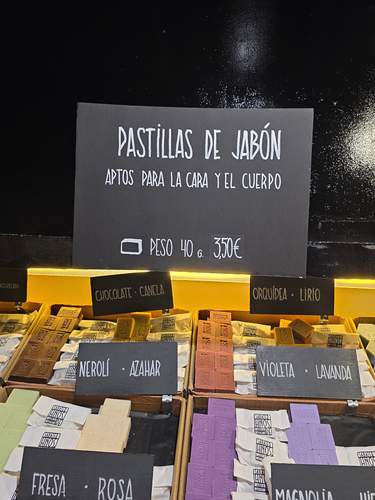 PASTILLAS DE JABÓN
APTOS PARA LA CARA Y EL CUERPO
PESO 40 G. 3,50€
CHOCOLATE · CANELA
ORQUÍDEA · LIRIO
NEROLÍ · AZAHAR
VIOLETA · LAVANDA
FRESA · ROSA
MAGNOLIA